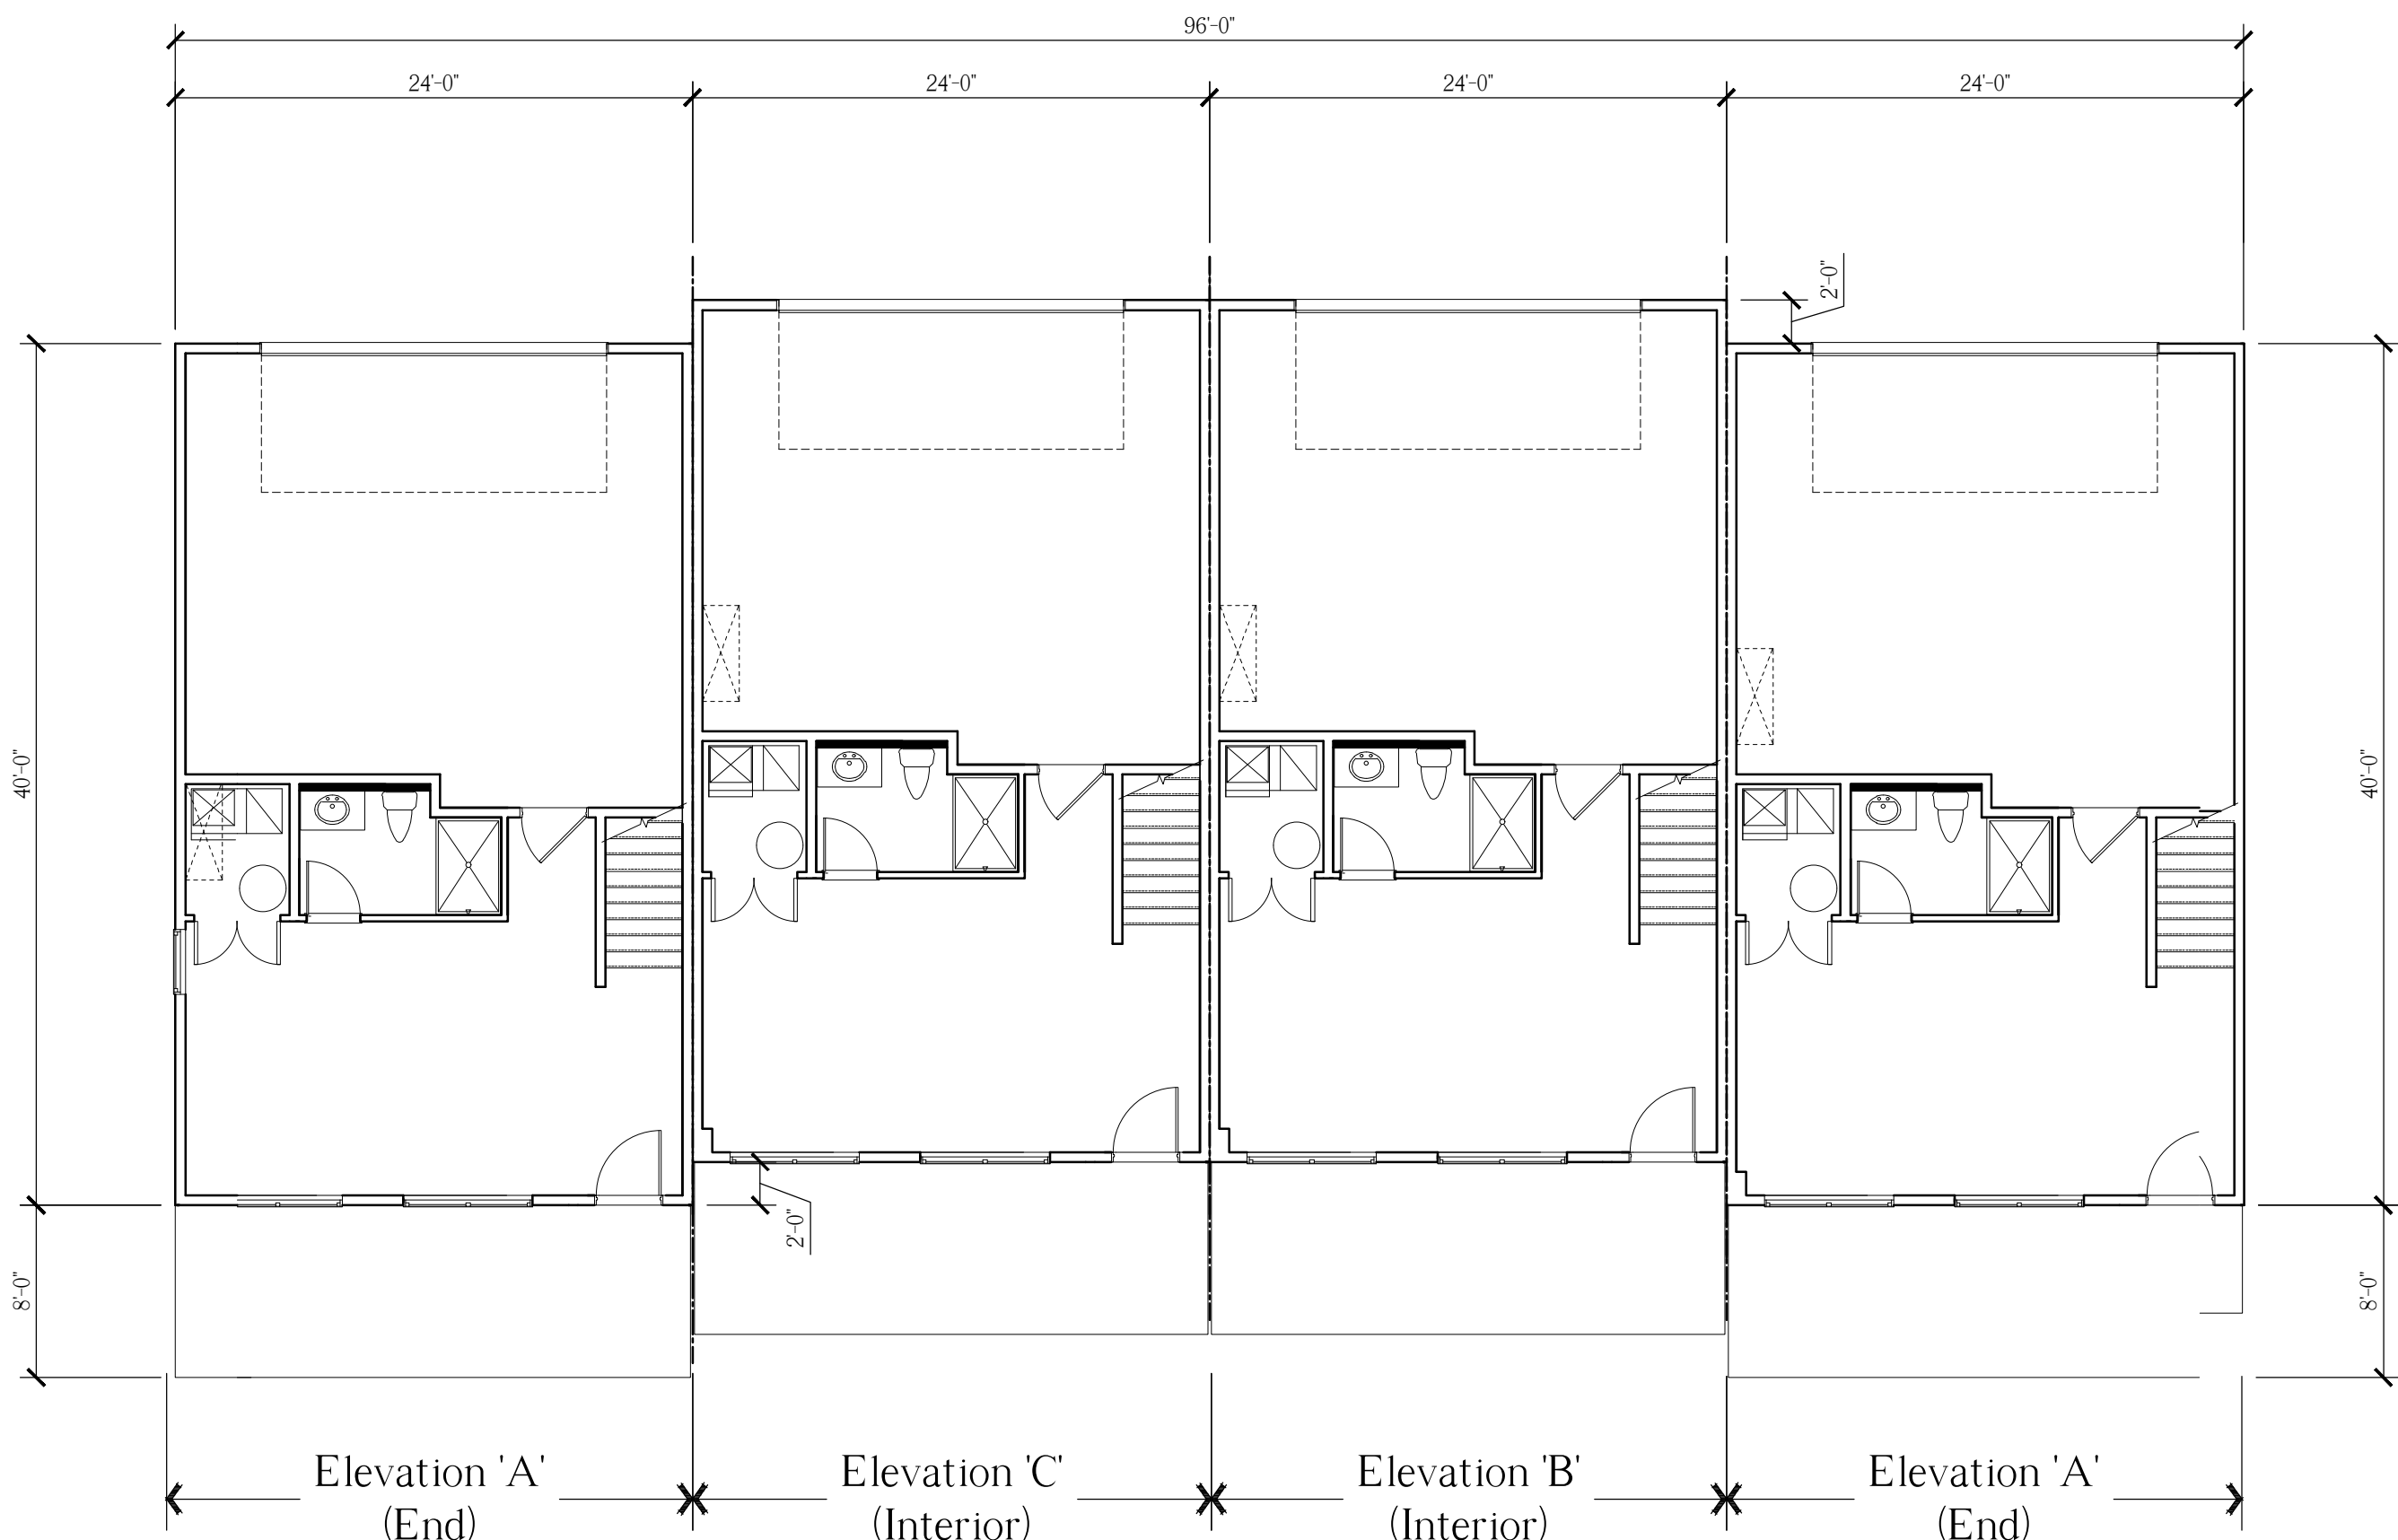 96'-0"
24'-0"
24'-0"
24'-0"
24'-0"
2'-0"
40'-0"
40'-0"
2'-0"
8'-0"
8'-0"
Elevation 'A'
(End)
Elevation 'C'
(Interior)
Elevation 'B'
(Interior)
Elevation 'A'
(End)